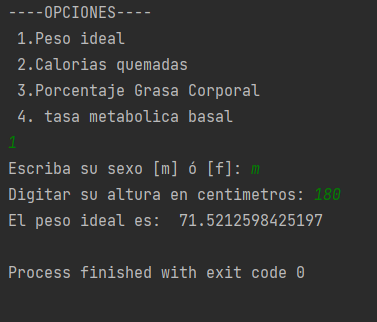 ----OPCIONES----
1.Peso ideal
2.Calorias quemadas
3.Porcentaje Grasa Corporal
4. tasa metabolica basal
1
Escriba su sexo [m] ó [f]: m
Digitar su altura en centimetros: 180
El peso ideal es:  71.5212598425197
Process finished with exit code 0